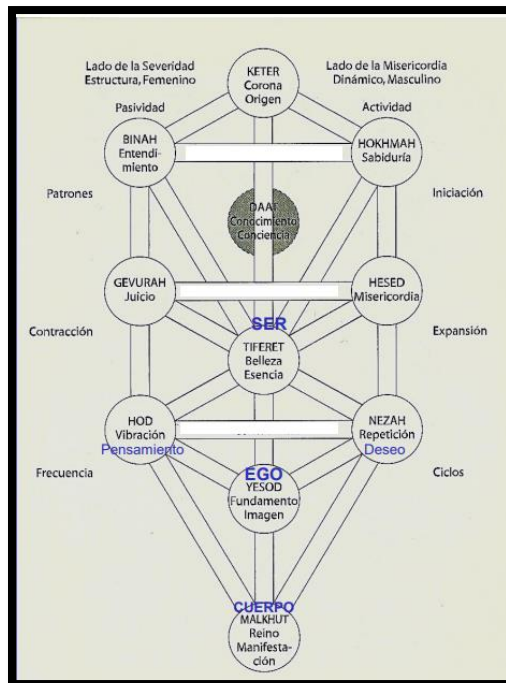 Lado de la Severidad
Estructura, Femenino
KETER
Corona
Origen
Lado de la Misericordia
Dinámico, Masculino
Pasividad
Actividad
BINAH
Entendi-
miento
HOKHMAH
Sabiduría
Patrones
Iniciación
DAAT
Conocimiento
Conciencia
GEVURAH
Juicio
HESED
Misericordia
Contracción
Expansión
SER
TIFERET
Belleza
Esencia
HOD
Vibración
Pensamiento
NEZAH
Repetición
Deseo
Frecuencia
Ciclos
EGO
YESOD
Fundamento
Imagen
CUERPO
MALKHUT
Reino
Manifesta-
ción